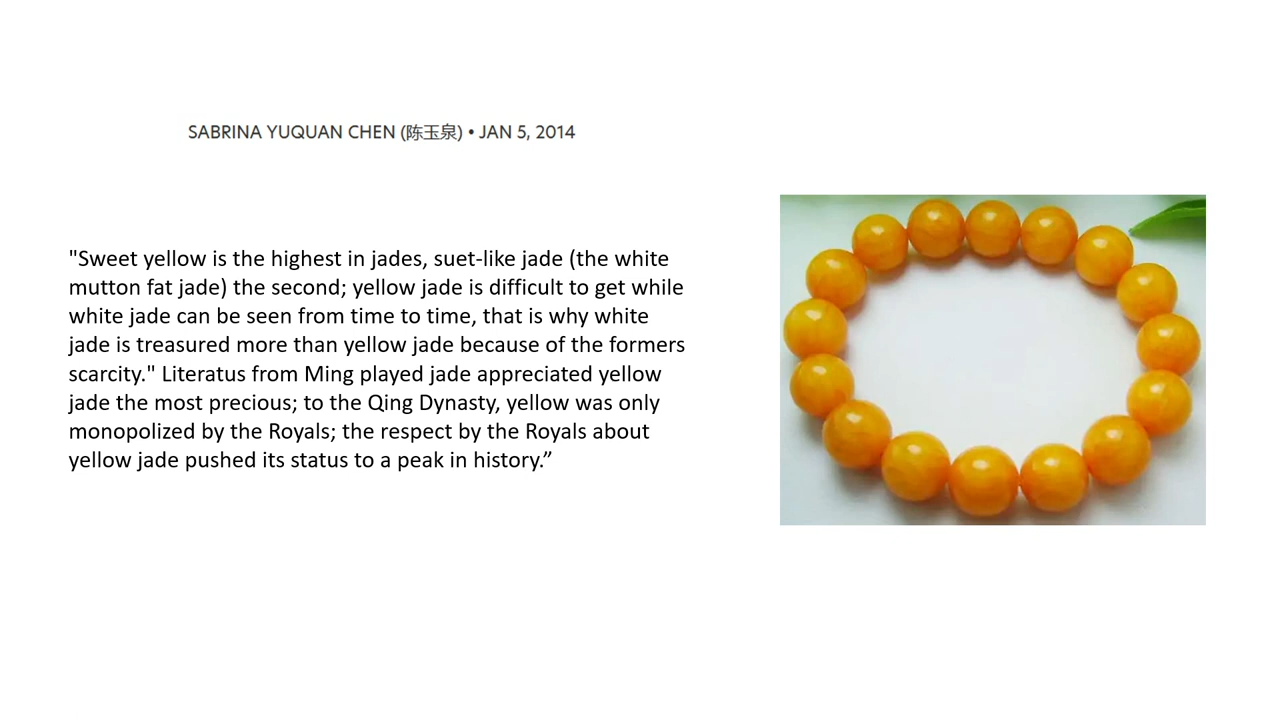 SABRINA YUQUAN CHEN (陈玉泉) • JAN 5, 2014
"Sweet yellow is the highest in jades, suet-like jade (the white
mutton fat jade) the second; yellow jade is difficult to get while
white jade can be seen from time to time, that is why white
jade is treasured more than yellow jade because of the formers
scarcity." Literatus from Ming played jade appreciated yellow
jade the most precious; to the Qing Dynasty, yellow was only
monopolized by the Royals; the respect by the Royals about
yellow jade pushed its status to a peak in history.”